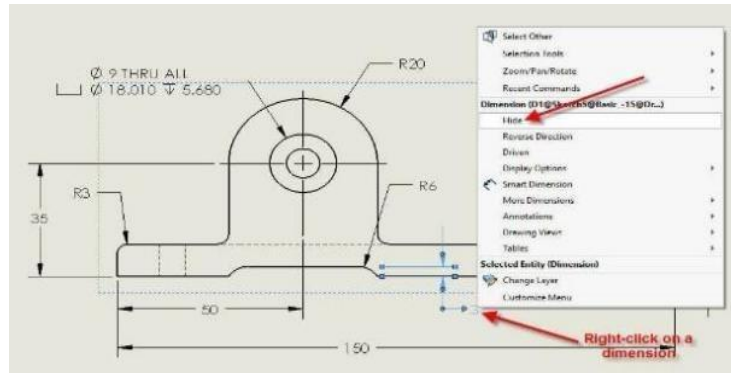 Ø 9 THRU ALL
⌴ Ø 18.010 ↧ 5.680
R20
R3
R6
35
50
150
Select Other
Selection Tools
Zoom/Pan/Rotate
Recent Commands
Dimension (D1@Sketch5@Basic_-15@Dr...)
Hide
Reverse Direction
Driven
Display Options
Smart Dimension
More Dimensions
Annotations
Drawing Views
Tables
Selected Entity (Dimension)
Change Layer
Customize Menu
3
Right-click on a
dimension